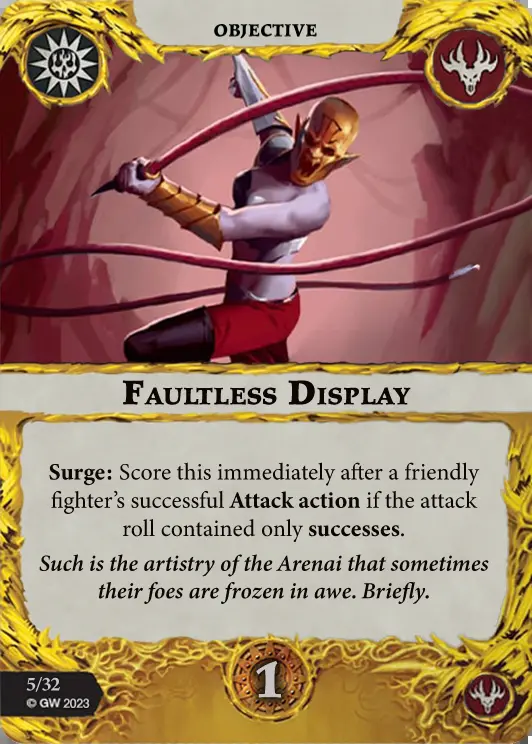 OBJECTIVE
Faultless Display
Surge: Score this immediately after a friendly
fighter’s successful Attack action if the attack
roll contained only successes.
Such is the artistry of the Arenai that sometimes
their foes are frozen in awe. Briefly.
1
5/32
© GW 2023